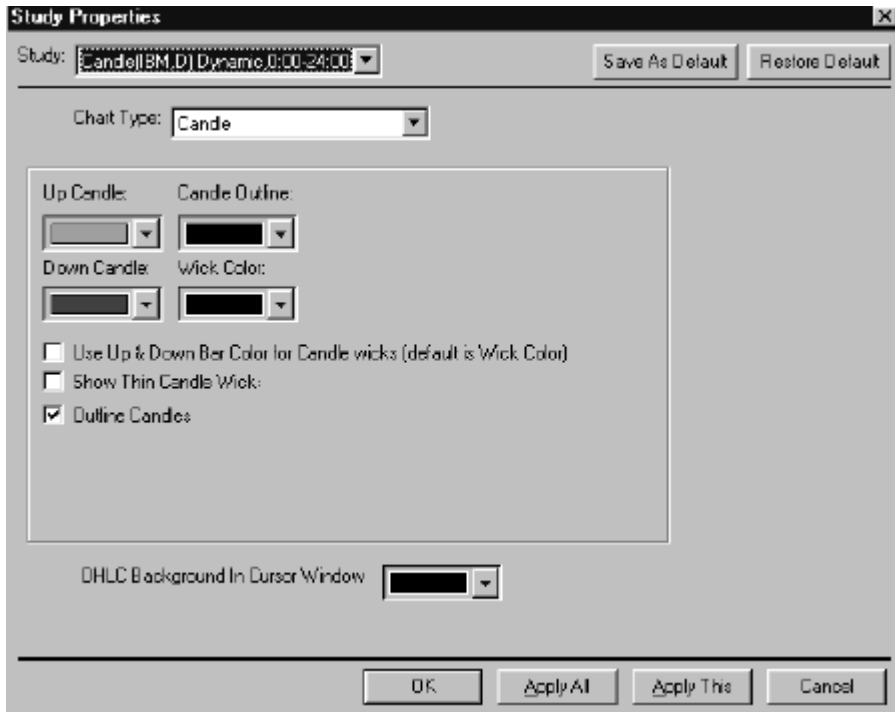 Study Properties
Study: Candle(IBM,D) Dynamic,0:00-24:00 Save As Default Restore Default
Chart Type: Candle
Up Candle: Candle Outline:
Down Candle: Wick Color:
Use Up & Down Bar Color for Candle wicks (default is Wick Color)
Show Thin Candle Wick:
Outline Candles
OHLC Background In Cursor Window
OK Apply All Apply This Cancel